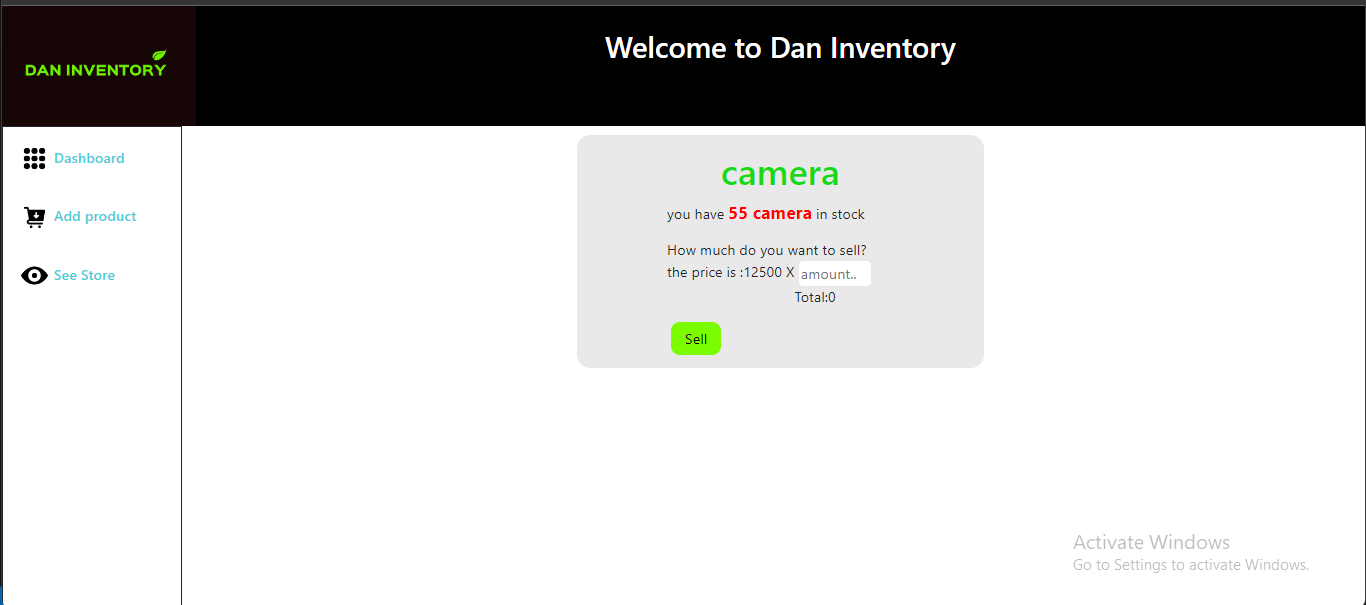 DAN INVENTORY
Welcome to Dan Inventory
Dashboard
Add product
See Store
camera
you have 55 camera in stock
How much do you want to sell?
the price is :12500 X amount..
Total:0
Sell
Activate Windows
Go to Settings to activate Windows.